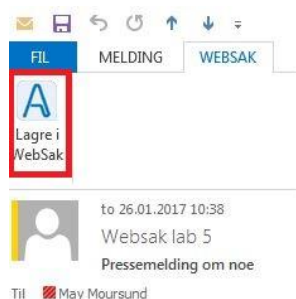 FIL MELDING WEBSAK
Lagre i
WebSak
to 26.01.2017 10:38
Websak lab 5
Pressemelding om noe
Til May Moursund